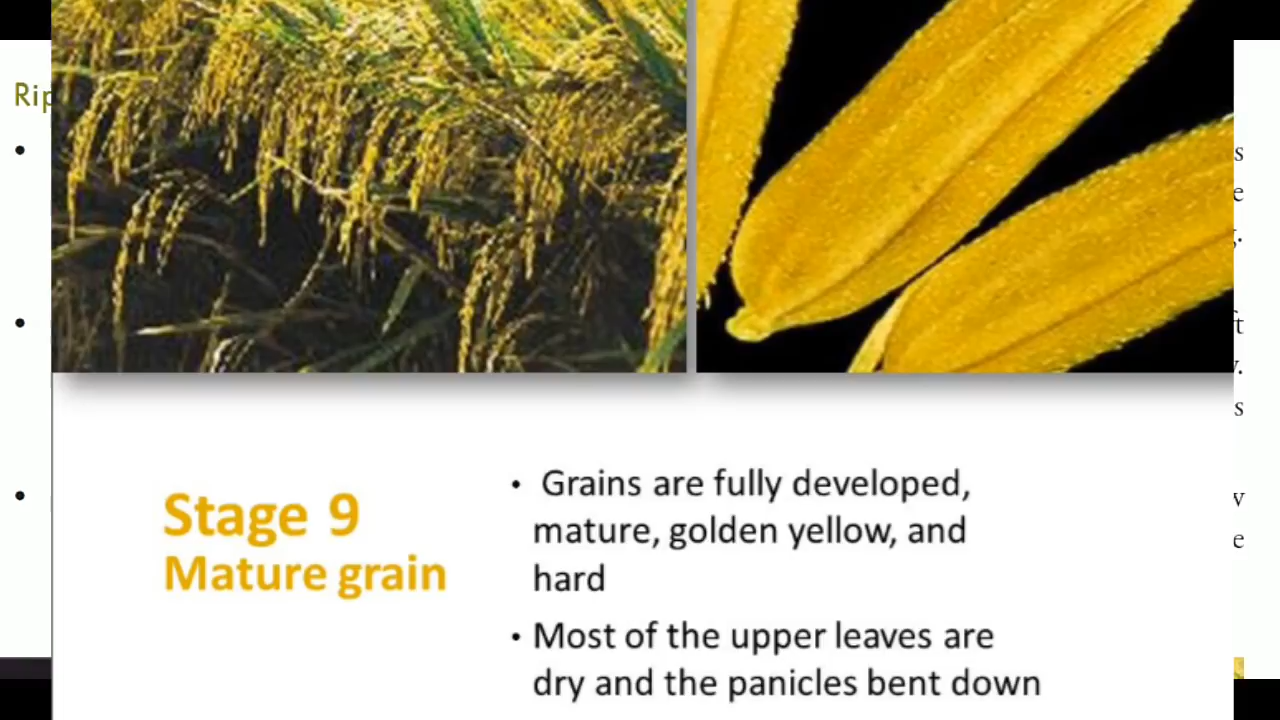 Stage 9
Mature grain
• Grains are fully developed,
mature, golden yellow, and
hard
• Most of the upper leaves are
dry and the panicles bent down